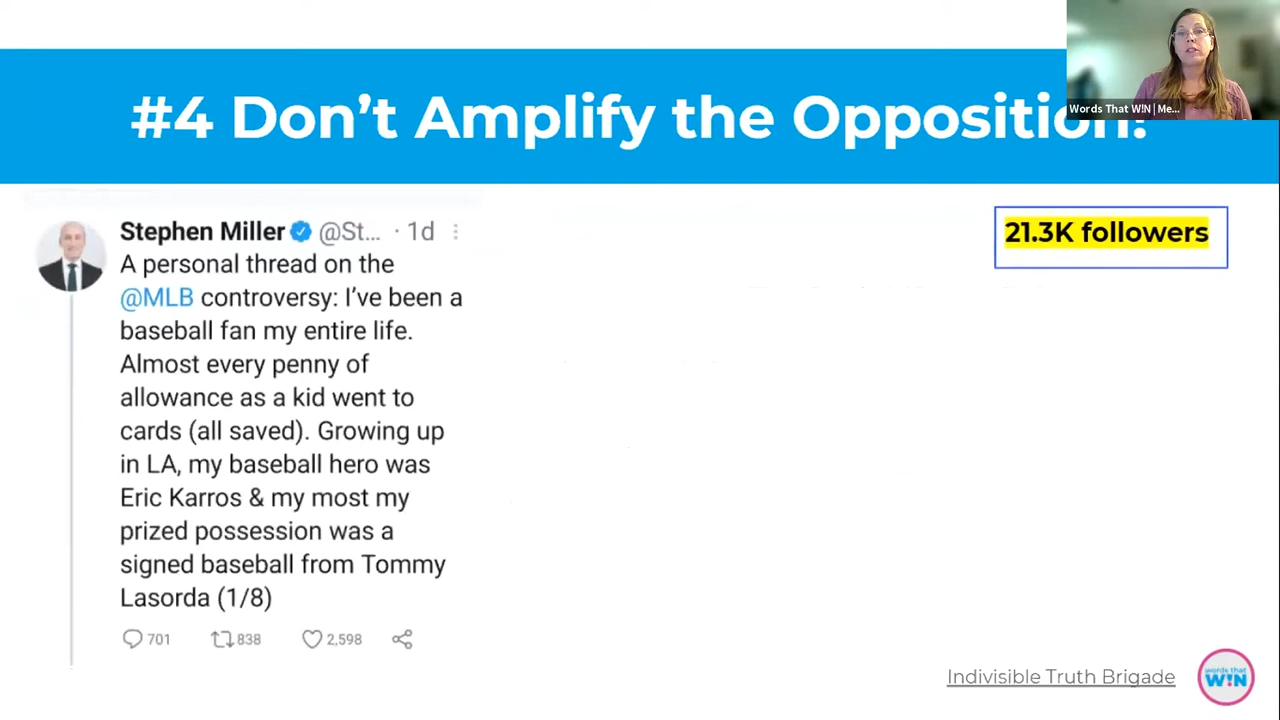 #4 Don't Amplify the Opposition!
Words That WIN | Me...
Stephen Miller @St... · 1d
A personal thread on the
@MLB controversy: I've been a
baseball fan my entire life.
Almost every penny of
allowance as a kid went to
cards (all saved). Growing up
in LA, my baseball hero was
Eric Karros & my most my
prized possession was a
signed baseball from Tommy
Lasorda (1/8)
701 838 2,598
21.3K followers
Indivisible Truth Brigade
words that
W!N